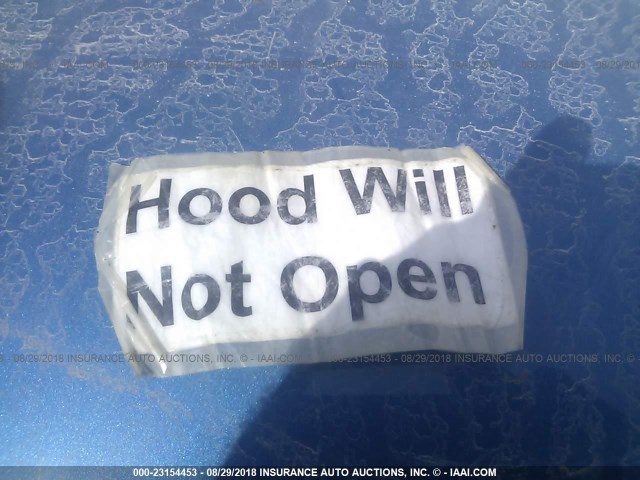 Hood Will
Not Open
08/29/2018 INSURANCE AUTO AUCTIONS, INC. © - IAAI.COM
000-23154453 - 08/29/2018 INSURANCE AUTO AUCTIONS, INC. © - IAAI.COM
000-23154453 - 08/29/2018 INSURANCE AUTO AUCTIONS, INC. © - IAAI.COM